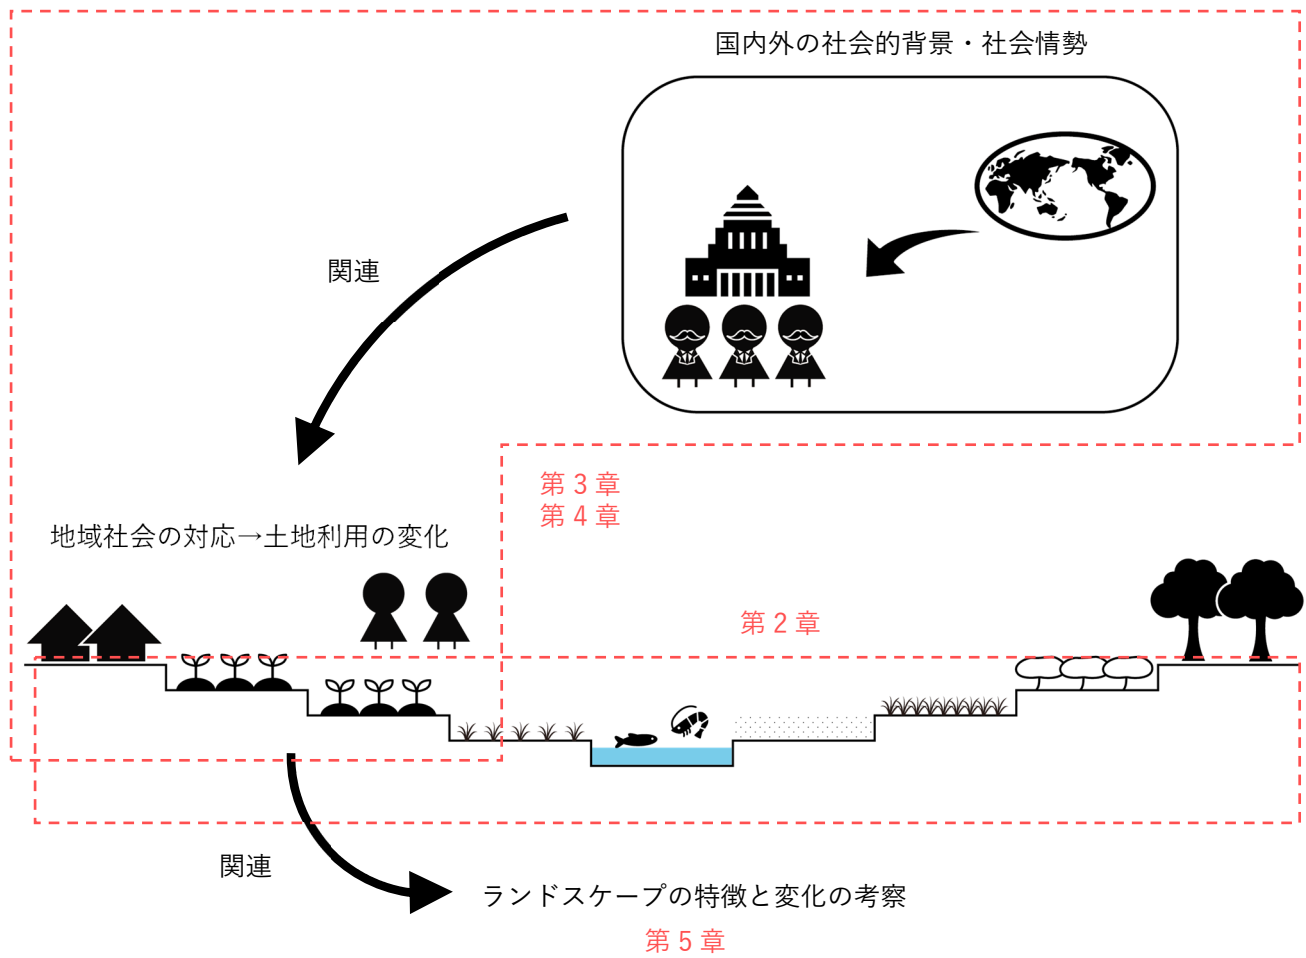 国内外の社会的背景・社会情勢
関連
第 3 章
第 4 章
地域社会の対応→土地利用の変化
第 2 章
関連
ランドスケープの特徴と変化の考察
第 5 章